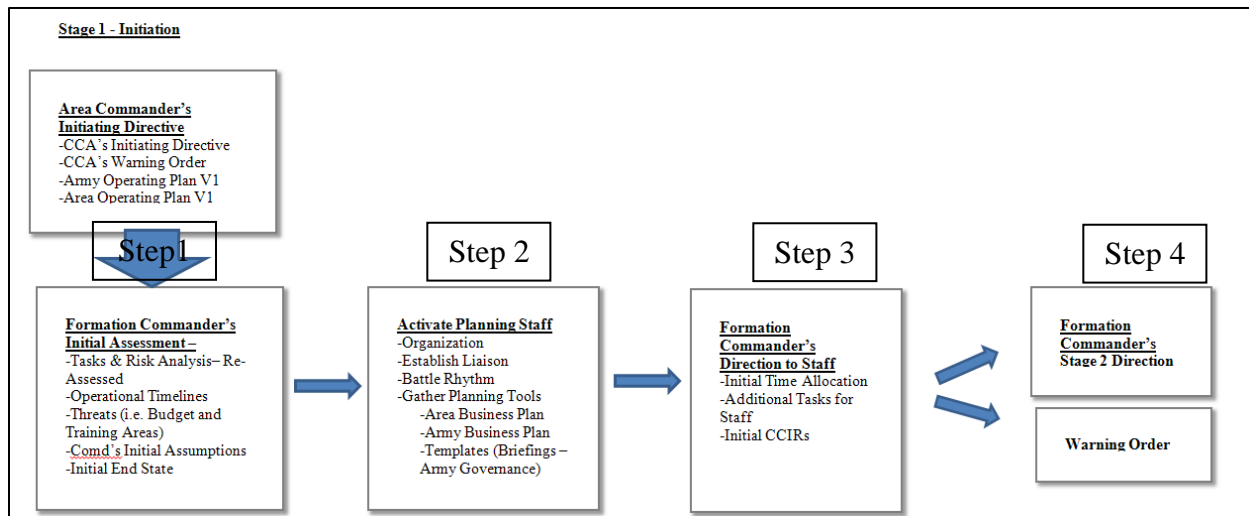 Stage 1 - Initiation
Area Commander's
Initiating Directive
-CCA's Initiating Directive
-CCA's Warning Order
-Army Operating Plan V1
-Area Operating Plan V1
Step1
Formation Commander's
Initial Assessment –
-Tasks & Risk Analysis– Re-
Assessed
-Operational Timelines
-Threats (i.e. Budget and
Training Areas)
-Comd's Initial Assumptions
-Initial End State
Step 2
Activate Planning Staff
-Organization
-Establish Liaison
-Battle Rhythm
-Gather Planning Tools
-Area Business Plan
-Army Business Plan
-Templates (Briefings –
Army Governance)
Step 3
Formation
Commander's
Direction to Staff
-Initial Time Allocation
-Additional Tasks for
Staff
-Initial CCIRs
Step 4
Formation
Commander's
Stage 2 Direction
Warning Order